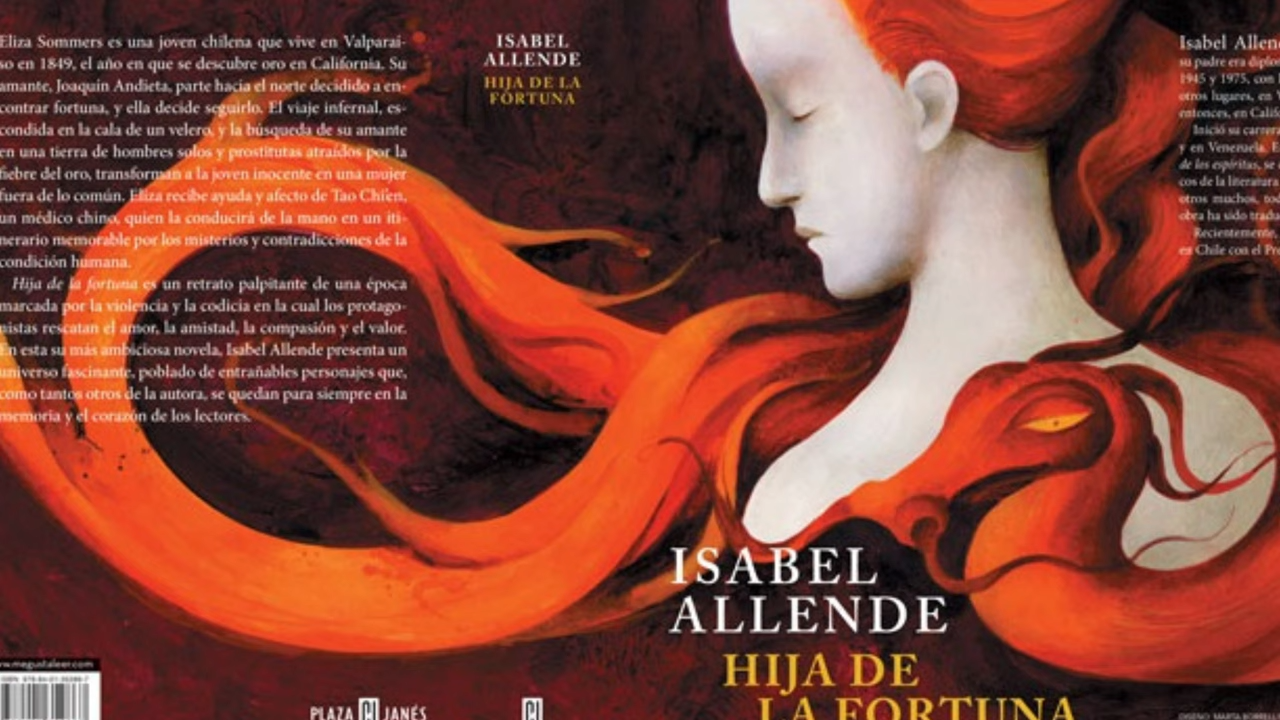 Eliza Sommers es una joven chilena que vive en Valparaí-
so en 1849, el año en que se descubre oro en California. Su
amante, Joaquín Andieta, parte hacia el norte decidido a en-
contrar fortuna, y ella decide seguirlo. El viaje infernal, es-
condida en la cala de un velero, y la búsqueda de su amante
en una tierra de hombres solos y prostitutas atraídos por la
fiebre del oro, transforman a la joven inocente en una mujer
fuera de lo común. Eliza recibe ayuda y afecto de Tao Chi'en,
un médico chino, quien la conducirá de la mano en un iti-
nerario memorable por los misterios y contradicciones de la
condición humana.
Hija de la fortuna es un retrato palpitante de una época
marcada por la violencia y la codicia en la cual los protago-
nistas rescatan el amor, la amistad, la compasión y el valor.
En esta su más ambiciosa novela, Isabel Allende presenta un
universo fascinante, poblado de entrañables personajes que,
como tantos otros de la autora, se quedan para siempre en la
memoria y el corazón de los lectores.
w.megustaleer.com
PLAZA JANÉS
ISABEL
ALLENDE
HIJA DE LA
FORTUNA
ISABEL
ALLENDE
HIJA DE
LA FORTUNA
Isabel Allen
su padre era diplo
1945 y 1975, con
otros lugares, en
entonces, en Calif
Inició su carrera
y en Venezuela. E
de los espíritus, se
cos de la literatura
otros muchos, tod
obra ha sido tradu
Recientemente,
en Chile con el Pr